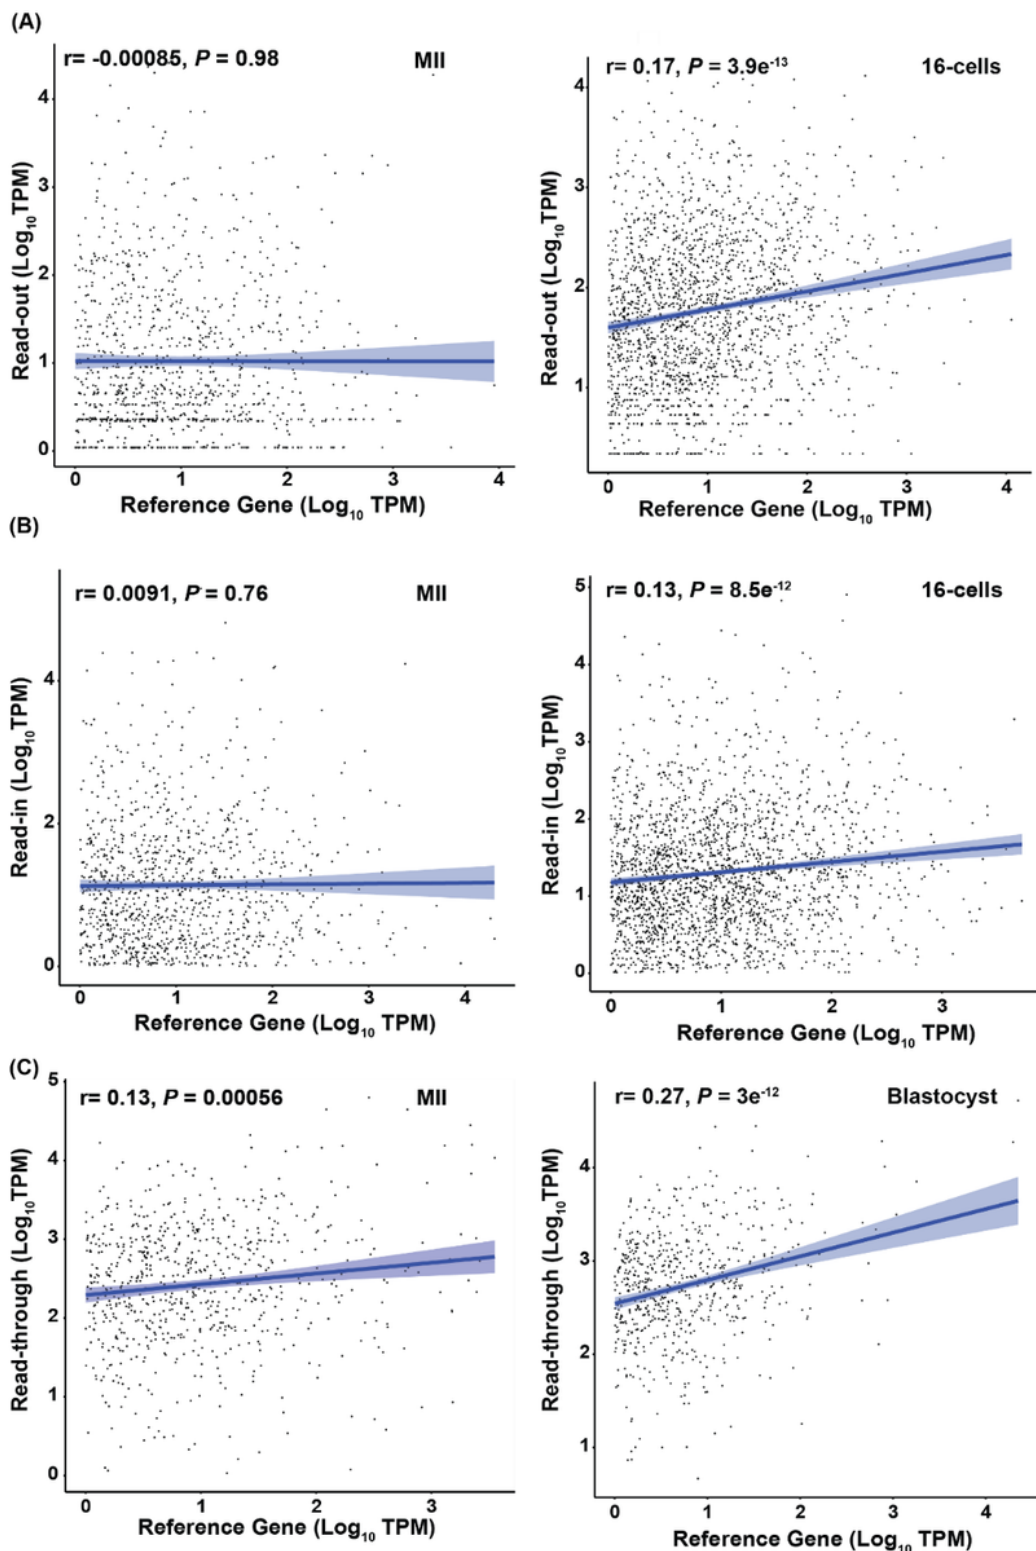 (A)
r= -0.00085, P = 0.98
MII
4
3
2
1
0
Read-out (Log₁₀TPM)
0 1 2 3 4
Reference Gene (Log₁₀ TPM)
r= 0.17, P = 3.9e⁻¹³
16-cells
4
3
2
1
Read-out (Log₁₀TPM)
0 1 2 3 4
Reference Gene (Log₁₀ TPM)
(B)
r= 0.0091, P = 0.76
MII
4
2
0
Read-in (Log₁₀TPM)
0 1 2 3 4
Reference Gene (Log₁₀ TPM)
r= 0.13, P = 8.5e⁻¹²
16-cells
5
4
3
2
1
0
Read-in (Log₁₀TPM)
0 1 2 3
Reference Gene (Log₁₀ TPM)
(C)
r= 0.13, P = 0.00056
MII
5
4
3
2
1
0
Read-through (Log₁₀TPM)
0 1 2 3
Reference Gene (Log₁₀ TPM)
r= 0.27, P = 3e⁻¹²
Blastocyst
4
3
2
1
Read-through (Log₁₀TPM)
0 1 2 3 4
Reference Gene (Log₁₀ TPM)